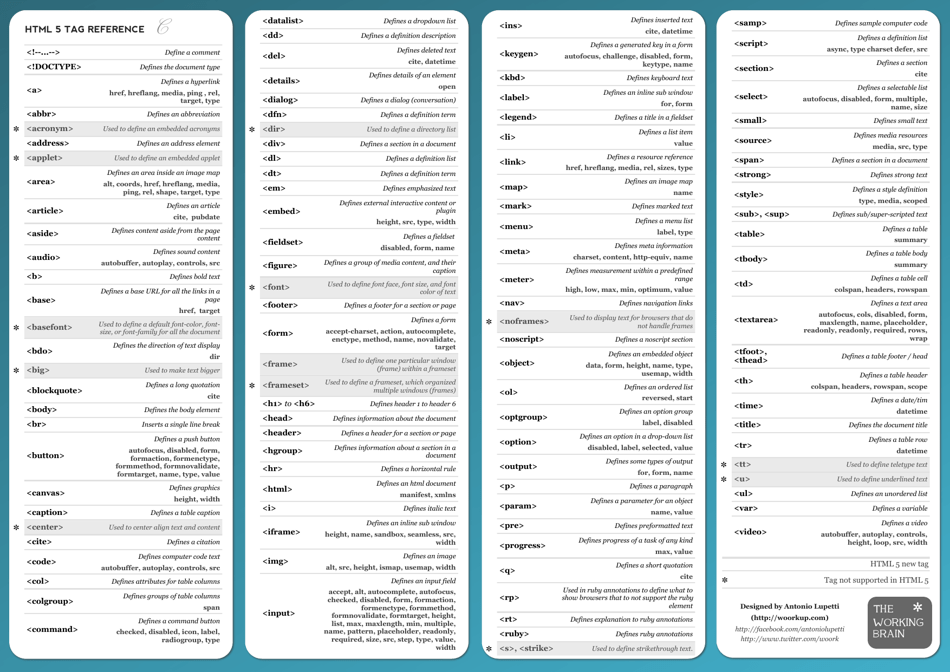 HTML 5 TAG REFERENCE
<!--...--> Define a comment
<!DOCTYPE> Defines the document type
Defines a hyperlink
<a> href, hreflang, media, ping , rel,
target, type
<abbr> Defines an abbreviation
* <acronym> Used to define an embedded acronyms
<address> Defines an address element
* <applet> Used to define an embedded applet
Defines an area inside an image map
<area> alt, coords, href, hreflang, media,
ping, rel, shape, target, type
Defines an article
<article> cite, pubdate
<aside> Defines content aside from the page
content
Defines sound content
<audio> autobuffer, autoplay, controls, src
<b> Defines bold text
Defines a base URL for all the links in a
<base> page
href, target
* <basefont> Used to define a default font-color, font-
size, or font-family for all the document
Defines the direction of text display
<bdo> dir
* <big> Used to make text bigger
Defines a long quotation
<blockquote> cite
<body> Defines the body element
<br> Inserts a single line break
Defines a push button
<button> autofocus, disabled, form,
formaction, formenctype,
formmethod, formnovalidate,
formtarget, name, type, value
Defines graphics
<canvas> height, width
<caption> Defines a table caption
* <center> Used to center align text and content
<cite> Defines a citation
Defines computer code text
<code> autobuffer, autoplay, controls, src
<col> Defines attributes for table columns
Defines groups of table columns
<colgroup> span
Defines a command button
<command> checked, disabled, icon, label,
radiogroup, type
<datalist> Defines a dropdown list
<dd> Defines a definition description
Defines deleted text
<del> cite, datetime
Defines details of an element
<details> open
<dialog> Defines a dialog (conversation)
<dfn> Defines a definition term
* <dir> Used to define a directory list
<div> Defines a section in a document
<dl> Defines a definition list
<dt> Defines a definition term
<em> Defines emphasized text
Defines external interactive content or
<embed> plugin
height, src, type, width
Defines a fieldset
<fieldset> disabled, form, name
<figure> Defines a group of media content, and their
caption
* <font> Used to define font face, font size, and font
color of text
<footer> Defines a footer for a section or page
Defines a form
<form> accept-charset, action, autocomplete,
enctype, method, name, novalidate,
target
* <frame> Used to define one particular window
(frame) within a frameset
* <frameset> Used to define a frameset, which organized
multiple windows (frames)
<h1> to <h6> Defines header 1 to header 6
<head> Defines information about the document
<header> Defines a header for a section or page
<hgroup> Defines information about a section in a
document
<hr> Defines a horizontal rule
Defines an html document
<html> manifest, xmlns
<i> Defines italic text
Defines an inline sub window
<iframe> height, name, sandbox, seamless, src,
width
Defines an image
<img> alt, src, height, ismap, usemap, width
Defines an input field
accept, alt, autocomplete, autofocus,
checked, disabled, form, formaction,
formenctype, formmethod,
<input> formnovalidate, formtarget, height,
list, max, maxlength, min, multiple,
name, pattern, placeholder, readonly,
required, size, src, step, type, value,
width
<ins> Defines inserted text
cite, datetime
Defines a generated key in a form
<keygen> autofocus, challenge, disabled, form,
keytype, name
<kbd> Defines keyboard text
Defines an inline sub window
<label> for, form
<legend> Defines a title in a fieldset
Defines a list item
<li> value
Defines a resource reference
<link> href, hreflang, media, rel, sizes, type
Defines an image map
<map> name
<mark> Defines marked text
Defines a menu list
<menu> label, type
Defines meta information
<meta> charset, content, http-equiv, name
Defines measurement within a predefined
<meter> range
high, low, max, min, optimum, value
<nav> Defines navigation links
* <noframes> Used to display text for browsers that do
not handle frames
<noscript> Defines a noscript section
Defines an embedded object
<object> data, form, height, name, type,
usemap, width
Defines an ordered list
<ol> reversed, start
Defines an option group
<optgroup> label, disabled
Defines an option in a drop-down list
<option> disabled, label, selected, value
Defines some types of output
<output> for, form, name
<p> Defines a paragraph
Defines a parameter for an object
<param> name, value
<pre> Defines preformatted text
Defines progress of a task of any kind
<progress> max, value
Defines a short quotation
<q> cite
Used in ruby annotations to define what to
<rp> show browsers that to not support the ruby
element
<rt> Defines explanation to ruby annotations
<ruby> Defines ruby annotations
* <s>, <strike> Used to define strikethrough text.
<samp> Defines sample computer code
Defines a definition list
<script> async, type charset defer, src
Defines a section
<section> cite
Defines a selectable list
<select> autofocus, disabled, form, multiple,
name, size
<small> Defines small text
Defines media resources
<source> media, src, type
<span> Defines a section in a document
<strong> Defines strong text
Defines a style definition
<style> type, media, scoped
<sub>, <sup> Defines sub/super-scripted text
Defines a table
<table> summary
Defines a table body
<tbody> summary
Defines a table cell
<td> colspan, headers, rowspan
Defines a text area
autofocus, cols, disabled, form,
<textarea> maxlength, name, placeholder,
readonly, readonly, required, rows,
wrap
<tfoot>,
<thead> Defines a table footer / head
Defines a table header
<th> colspan, headers, rowspan, scope
Defines a date/tim
<time> datetime
<title> Defines the document title
Defines a table row
<tr> datetime
* <tt> Used to define teletype text
* <u> Used to define underlined text
<ul> Defines an unordered list
<var> Defines a variable
Defines a video
<video> autobuffer, autoplay, controls,
height, loop, src, width
HTML 5 new tag
* Tag not supported in HTML 5
Designed by Antonio Lupetti
(http://woorkup.com)
http://facebook.com/antoniolupetti
http://www.twitter.com/woork
THE
WORKING
BRAIN